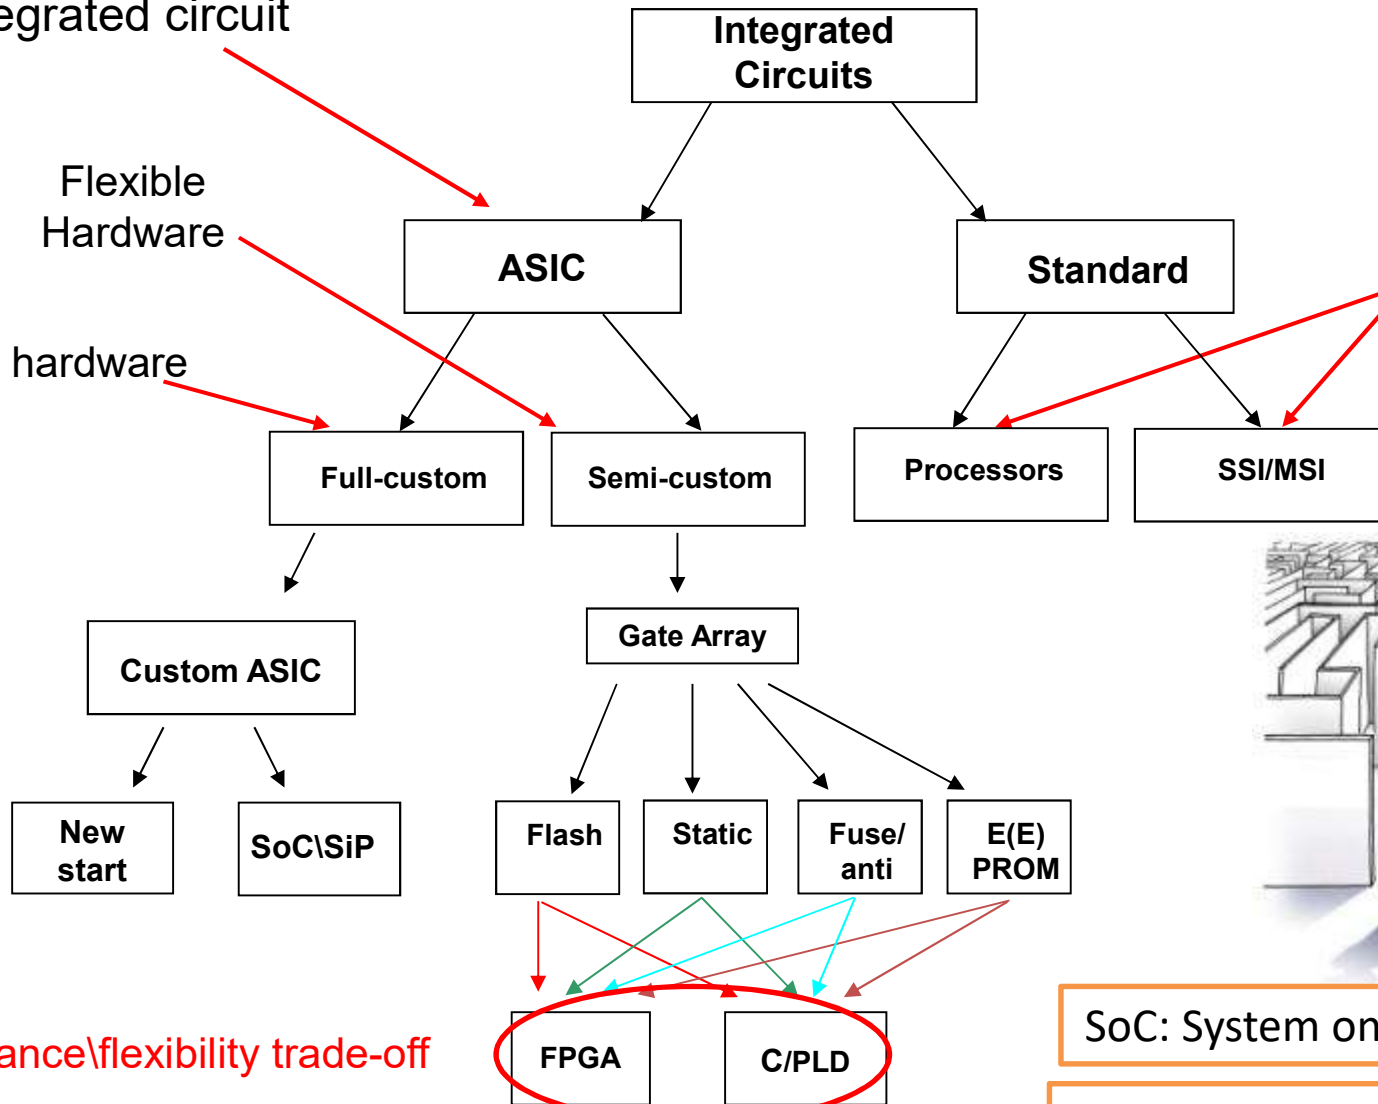 egrated circuit
Integrated
Circuits
Flexible
Hardware
ASIC
Standard
hardware
Full-custom
Semi-custom
Processors
SSI/MSI
Gate Array
Custom ASIC
New
start
SoC\SiP
Flash
Static
Fuse/
anti
E(E)
PROM
SoC: System on
ance\flexibility trade-off
FPGA
C/PLD